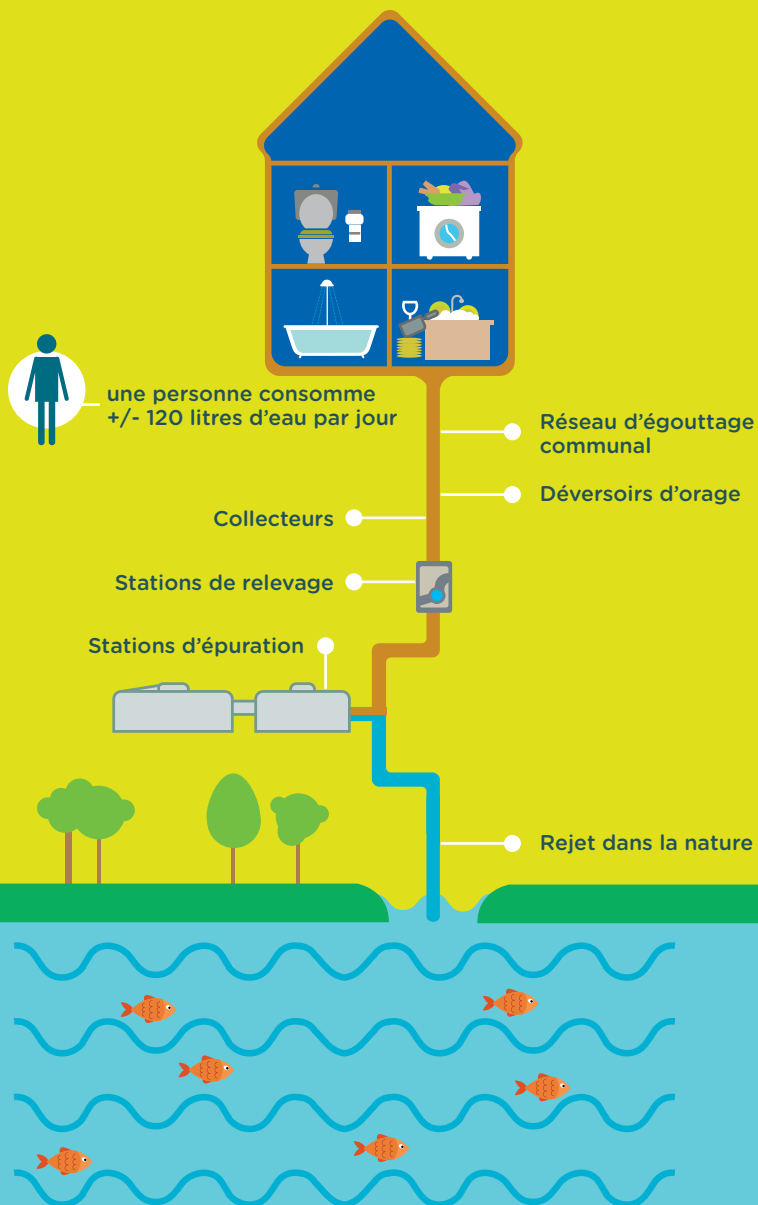 une personne consomme
+/- 120 litres d'eau par jour
Réseau d'égouttage
communal
Déversoirs d'orage
Collecteurs
Stations de relevage
Stations d'épuration
Rejet dans la nature